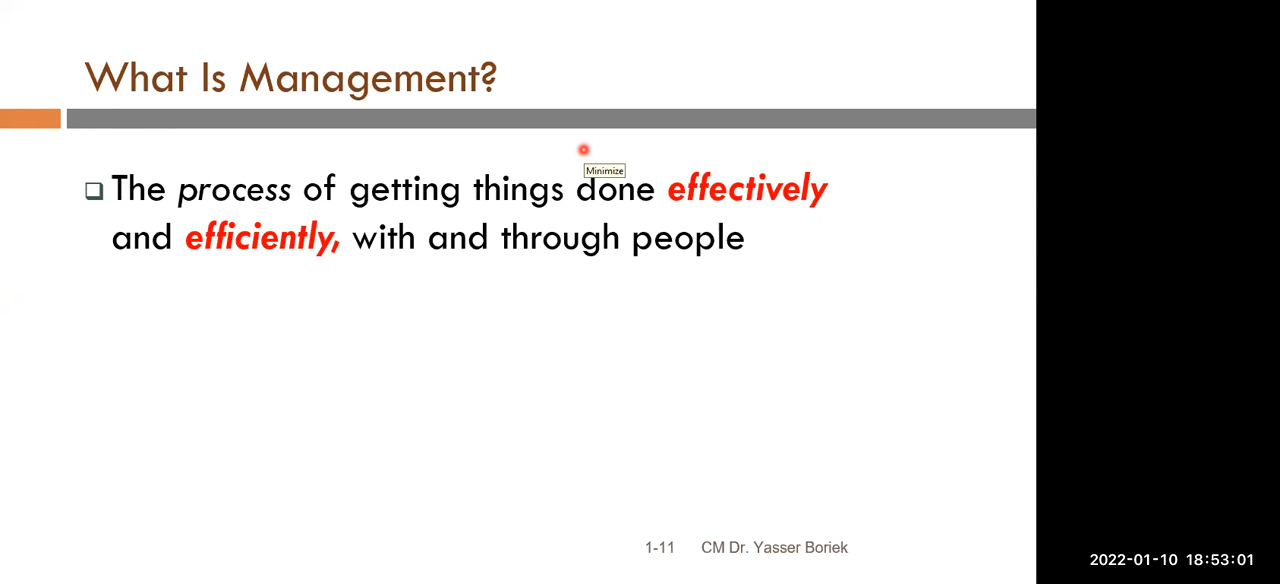 What Is Management?
Minimize
The process of getting things done effectively
and efficiently, with and through people
1-11 CM Dr. Yasser Boriek
2022-01-10 18:53:01